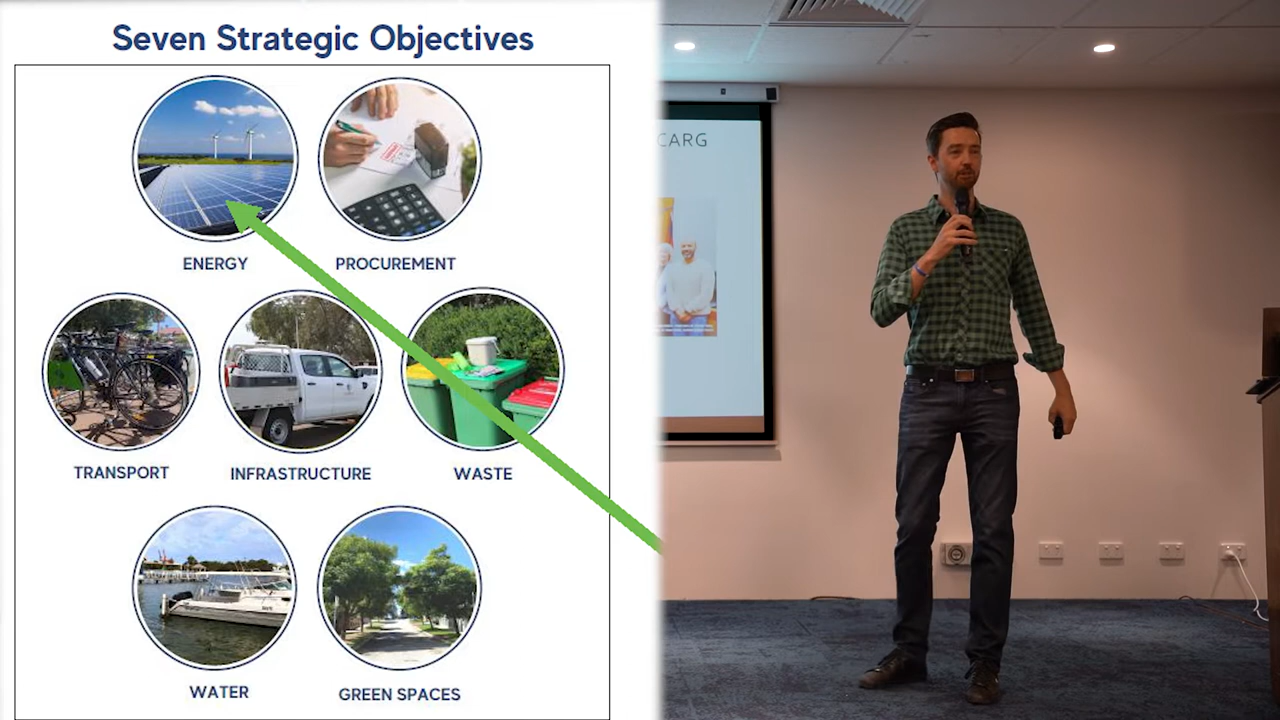 Seven Strategic Objectives
ENERGY
PROCUREMENT
TRANSPORT
INFRASTRUCTURE
WASTE
WATER
GREEN SPACES
CARG